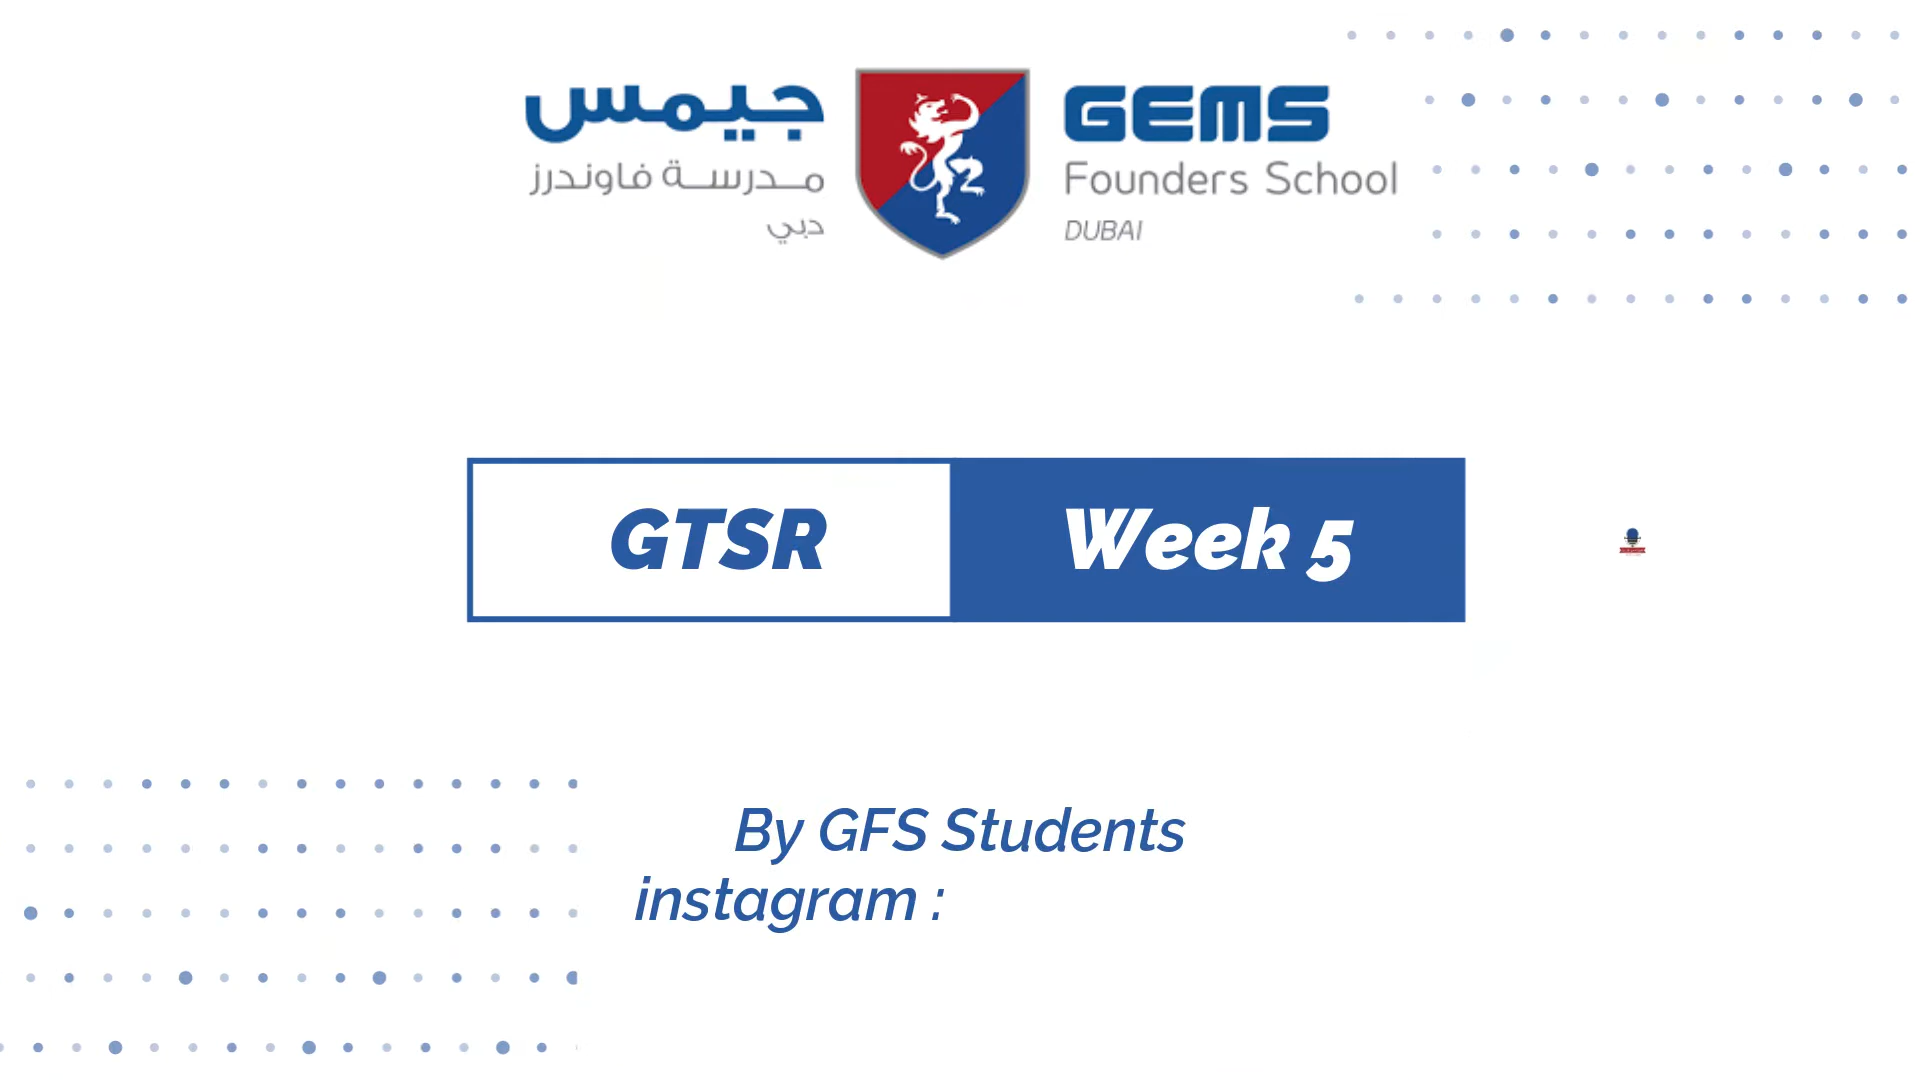 جيمس
مدرسة فاوندرز
دبي
GEMS
Founders School
DUBAI
GTSR
Week 5
By GFS Students
instagram :